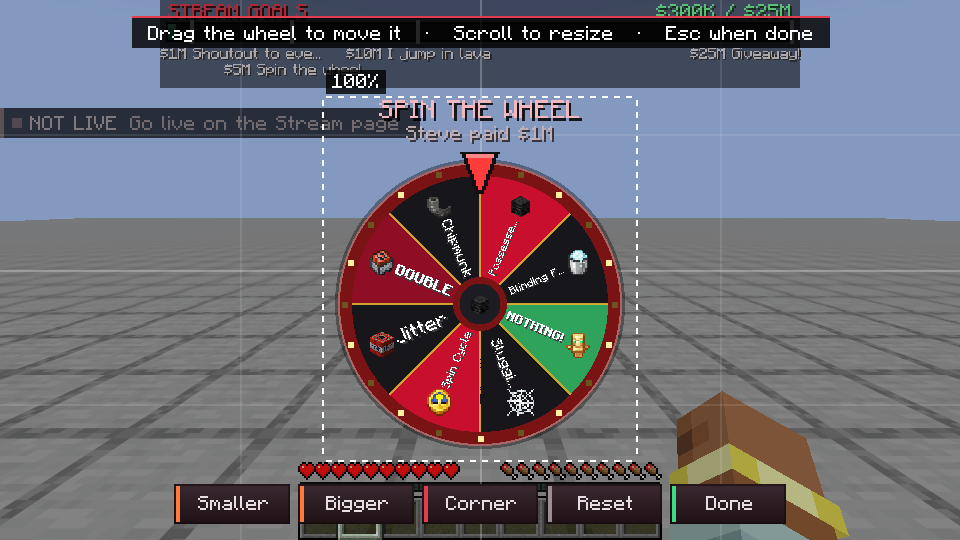 STREAM GOALS
$300K / $25M
Drag the wheel to move it · Scroll to resize · Esc when done
$1M Shoutout to eve... $10M I jump in lava $25M Giveaway!
$5M Spin the wheel
100%
SPIN THE WHEEL
NOT LIVE Go live on the Stream page
Steve paid $1M
Chipmunk
Possesse...
DOUBLE
Blinding F...
Jitter
NOTHING!
Spin Cycle
Sluggi...
Smaller
Bigger
Corner
Reset
Done